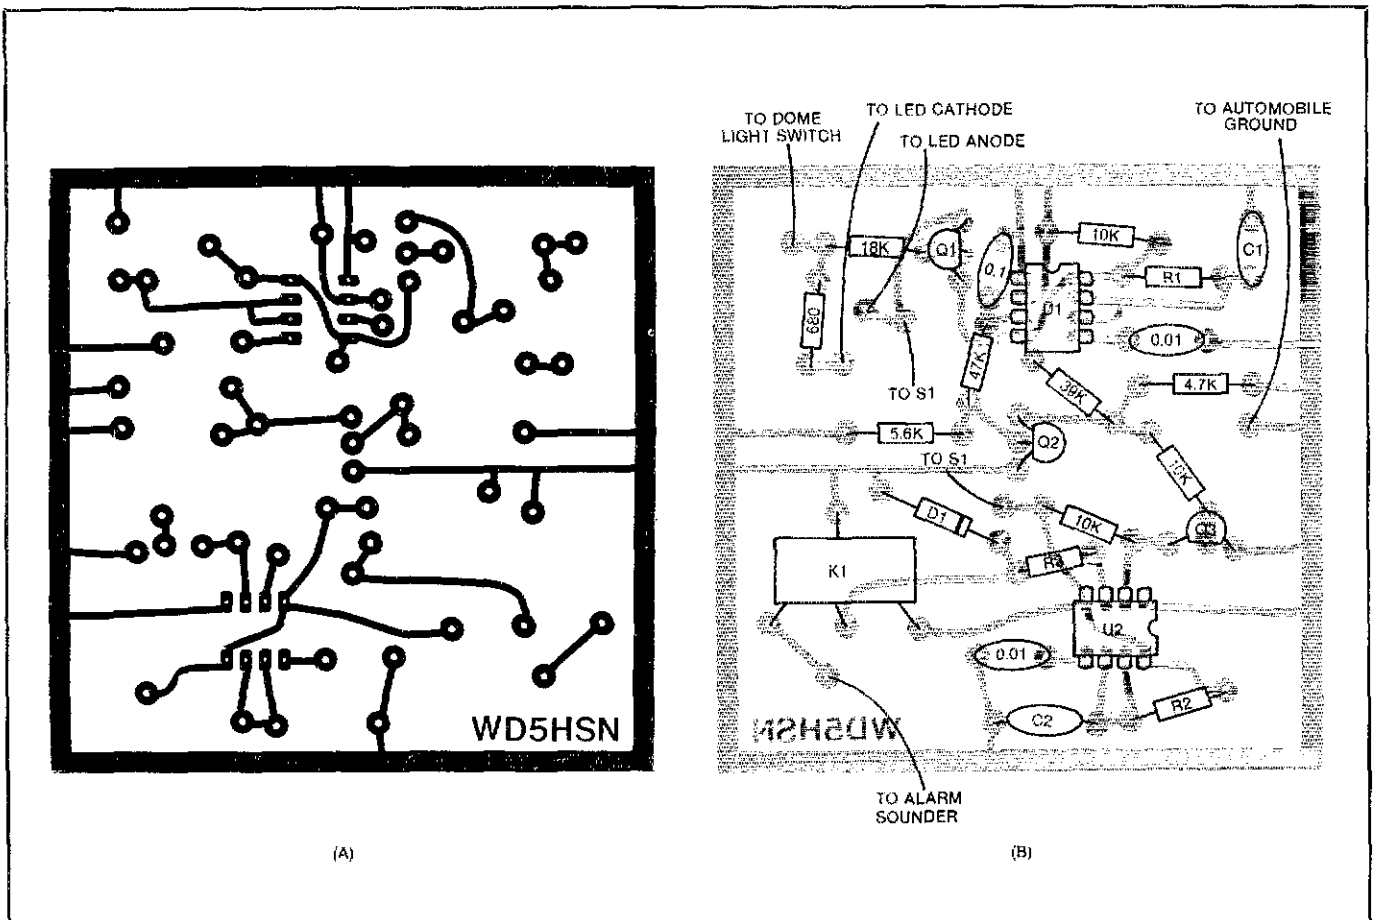 TO DOME
LIGHT SWITCH
TO LED CATHODE
TO LED ANODE
TO AUTOMOBILE
GROUND
10K
18K
Q1
C1
0.1
R1
U1
680
0.01
47K
39K
4.7K
TO S1
5.6K
Q2
TO S1
10K
D1
10K
Q3
K1
R3
U2
0.01
R2
C2
WD5HSN
WD5HSN
TO ALARM
SOUNDER
(A)
(B)